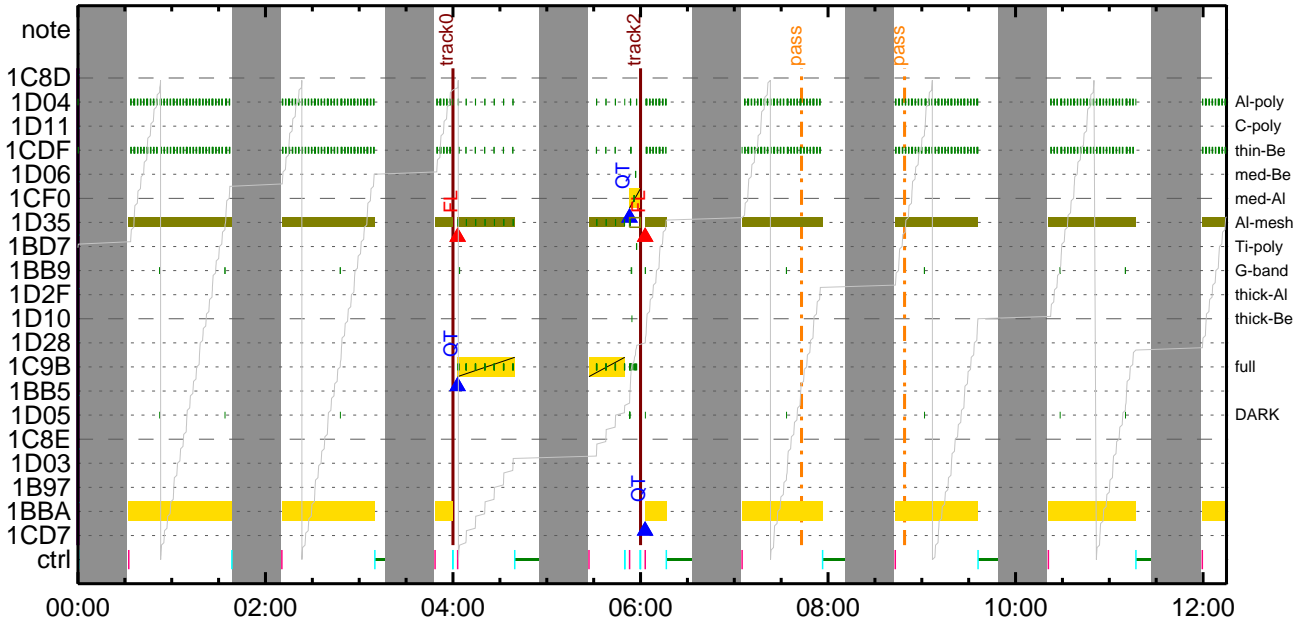 note
track0
track2
pass
pass
1C8D
1D04 Al-poly
1D11 C-poly
1CDF thin-Be
1D06 med-Be
QT
1CF0 med-Al
FL
FL
1D35 Al-mesh
1BD7 Ti-poly
1BB9 G-band
1D2F thick-Al
1D10 thick-Be
1D28
QT
1C9B full
1BB5
1D05 DARK
1C8E
1D03
1B97
QT
1BBA
1CD7
ctrl
00:00 02:00 04:00 06:00 08:00 10:00 12:00